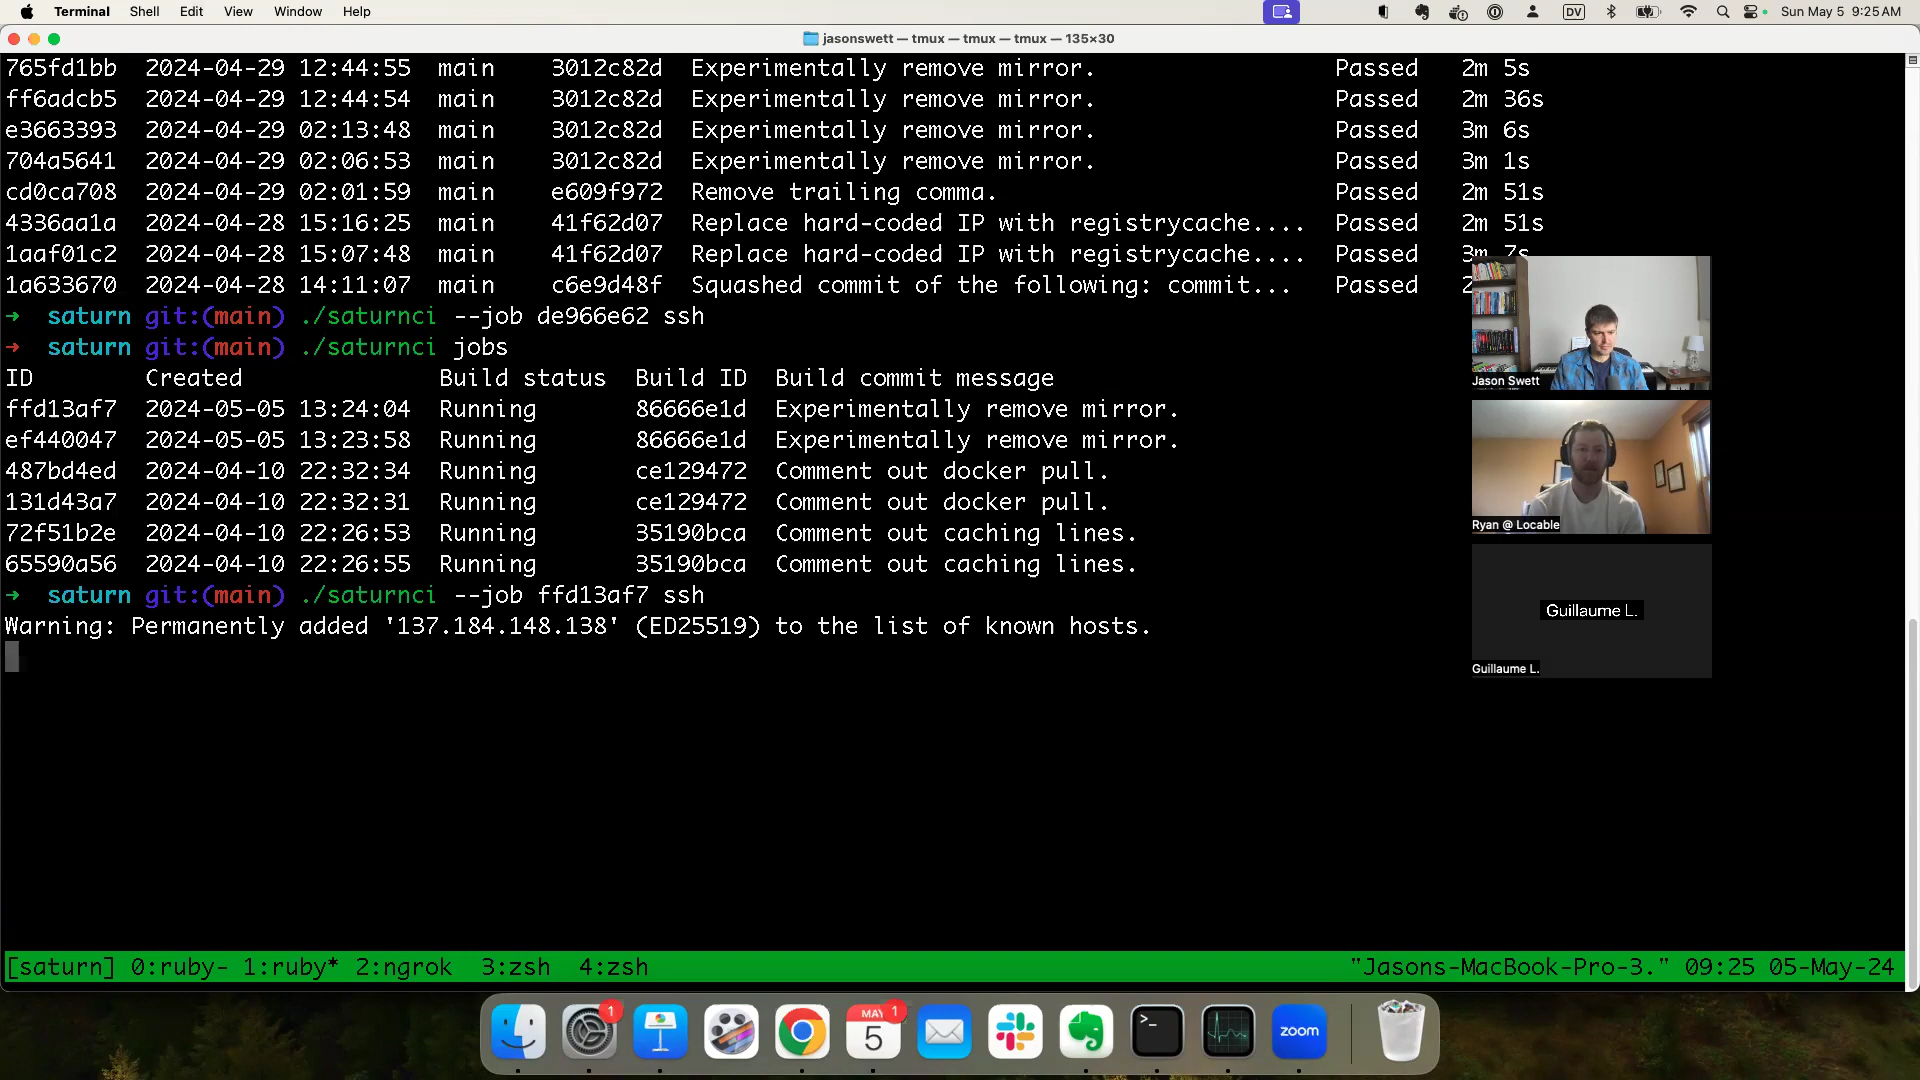 Terminal Shell Edit View Window Help DV Sun May 5 9:25 AM
jasonswett — tmux — tmux — tmux — 135×30
765fd1bb 2024-04-29 12:44:55 main 3012c82d Experimentally remove mirror. Passed 2m 5s
ff6adcb5 2024-04-29 12:44:54 main 3012c82d Experimentally remove mirror. Passed 2m 36s
e3663393 2024-04-29 02:13:48 main 3012c82d Experimentally remove mirror. Passed 3m 6s
704a5641 2024-04-29 02:06:53 main 3012c82d Experimentally remove mirror. Passed 3m 1s
cd0ca708 2024-04-29 02:01:59 main e609f972 Remove trailing comma. Passed 2m 51s
4336aa1a 2024-04-28 15:16:25 main 41f62d07 Replace hard-coded IP with registrycache.... Passed 2m 51s
1aaf01c2 2024-04-28 15:07:48 main 41f62d07 Replace hard-coded IP with registrycache.... Passed 3m 7s
1a633670 2024-04-28 14:11:07 main c6e9d48f Squashed commit of the following: commit... Passed 2
→ saturn git:(main) ./saturnci --job de966e62 ssh
→ saturn git:(main) ./saturnci jobs
ID Created Build status Build ID Build commit message
ffd13af7 2024-05-05 13:24:04 Running 86666e1d Experimentally remove mirror.
ef440047 2024-05-05 13:23:58 Running 86666e1d Experimentally remove mirror.
487bd4ed 2024-04-10 22:32:34 Running ce129472 Comment out docker pull.
131d43a7 2024-04-10 22:32:31 Running ce129472 Comment out docker pull.
72f51b2e 2024-04-10 22:26:53 Running 35190bca Comment out caching lines.
65590a56 2024-04-10 22:26:55 Running 35190bca Comment out caching lines.
→ saturn git:(main) ./saturnci --job ffd13af7 ssh
Warning: Permanently added '137.184.148.138' (ED25519) to the list of known hosts.
Jason Swett
Ryan @ Locable
Guillaume L.
Guillaume L.
[saturn] 0:ruby- 1:ruby* 2:ngrok 3:zsh 4:zsh "Jasons-MacBook-Pro-3." 09:25 05-May-24
1
MAY
1
5
>_
zoom